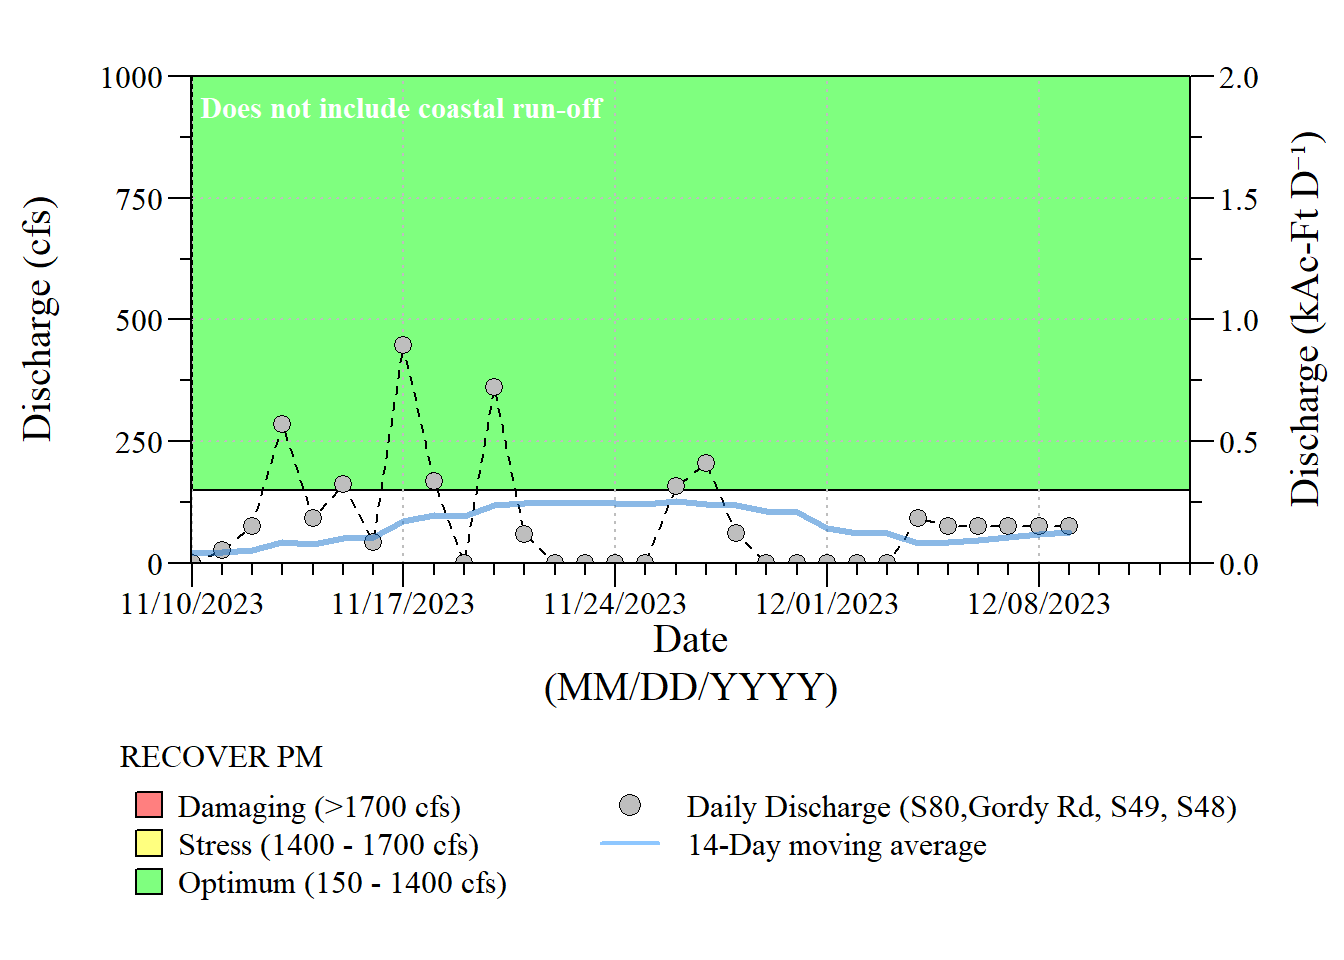 Does not include coastal run-off
1000
750
500
250
0
Discharge (cfs)
2.0
1.5
1.0
0.5
0.0
Discharge (kAc-Ft D⁻¹)
11/10/2023 11/17/2023 11/24/2023 12/01/2023 12/08/2023
Date
(MM/DD/YYYY)
RECOVER PM
Damaging (>1700 cfs)
Stress (1400 - 1700 cfs)
Optimum (150 - 1400 cfs)
Daily Discharge (S80,Gordy Rd, S49, S48)
14-Day moving average